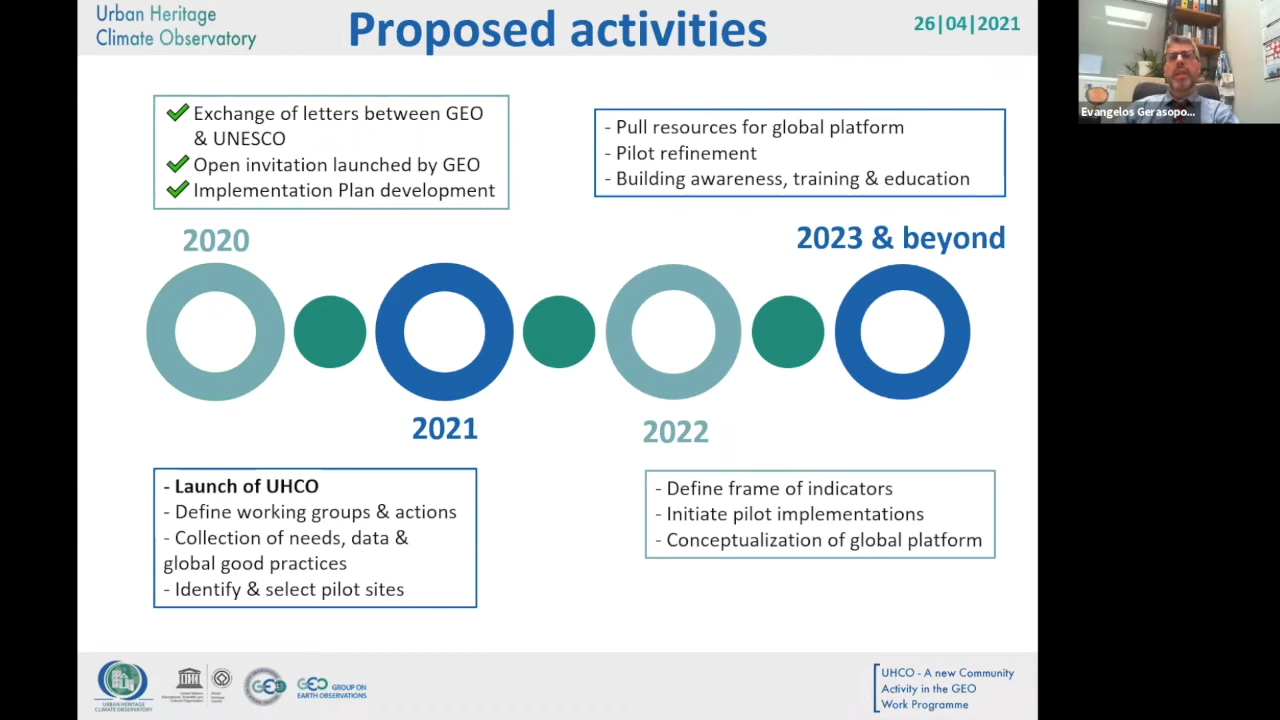 Urban Heritage
Climate Observatory
Proposed activities
26|04|2021
Evangelos Gerasopo...
Exchange of letters between GEO
& UNESCO
Open invitation launched by GEO
Implementation Plan development
- Pull resources for global platform
- Pilot refinement
- Building awareness, training & education
2020
2023 & beyond
2021
2022
- Launch of UHCO
- Define working groups & actions
- Collection of needs, data &
global good practices
- Identify & select pilot sites
- Define frame of indicators
- Initiate pilot implementations
- Conceptualization of global platform
URBAN HERITAGE
CLIMATE OBSERVATORY
GEO
GROUP ON
EARTH OBSERVATIONS
UHCO - A new Community
Activity in the GEO
Work Programme